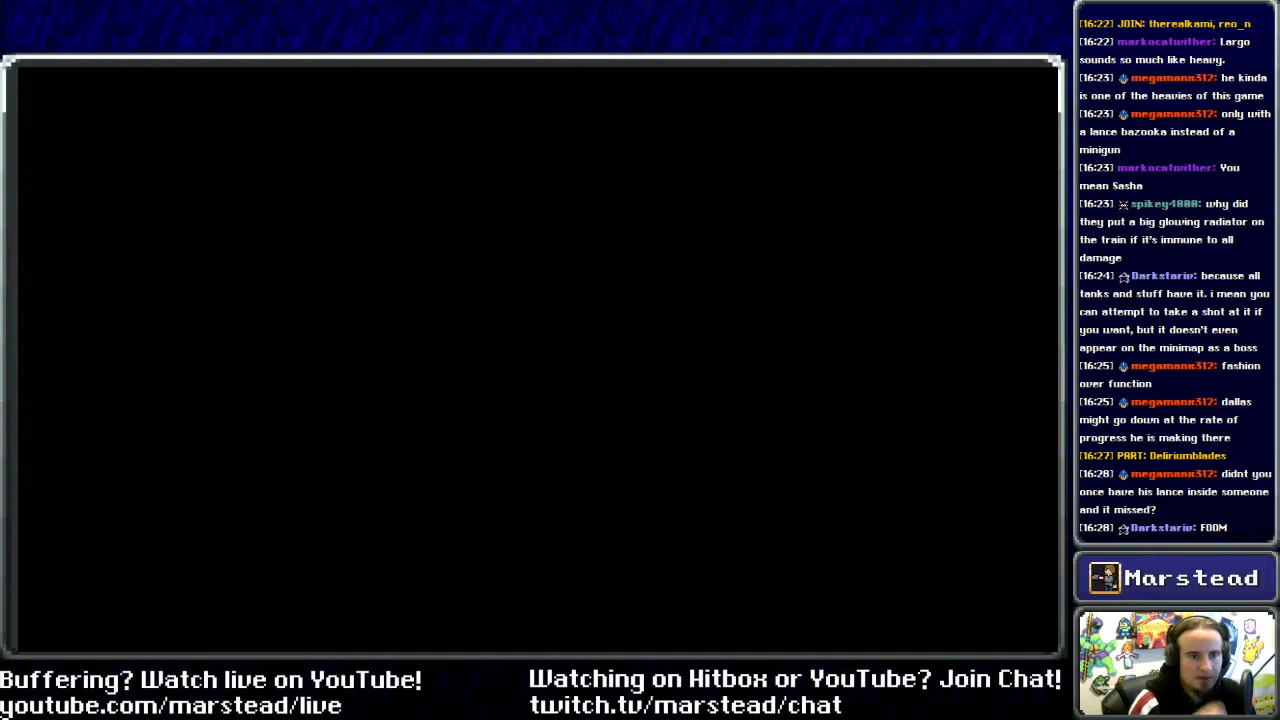 [16:22] JOIN: therealkami, reo_n
[16:22] markocatwither: Largo
sounds so much like heavy.
[16:23] megamanx312: he kinda
is one of the heavies of this game
[16:23] megamanx312: only with
a lance bazooka instead of a
minigun
[16:23] markocatwither: You
mean Sasha
[16:23] spikey4000: why did
they put a big glowing radiator on
the train if it's immune to all
damage
[16:24] Darkstariv: because all
tanks and stuff have it. i mean you
can attempt to take a shot at it if
you want, but it doesn't even
appear on the minimap as a boss
[16:25] megamanx312: fashion
over function
[16:25] megamanx312: dallas
might go down at the rate of
progress he is making there
[16:27] PART: Deliriumblades
[16:28] megamanx312: didnt you
once have his lance inside someone
and it missed?
[16:28] Darkstariv: FOOM
Marstead
Buffering? Watch live on YouTube!
youtube.com/marstead/live
Watching on Hitbox or YouTube? Join Chat!
twitch.tv/marstead/chat